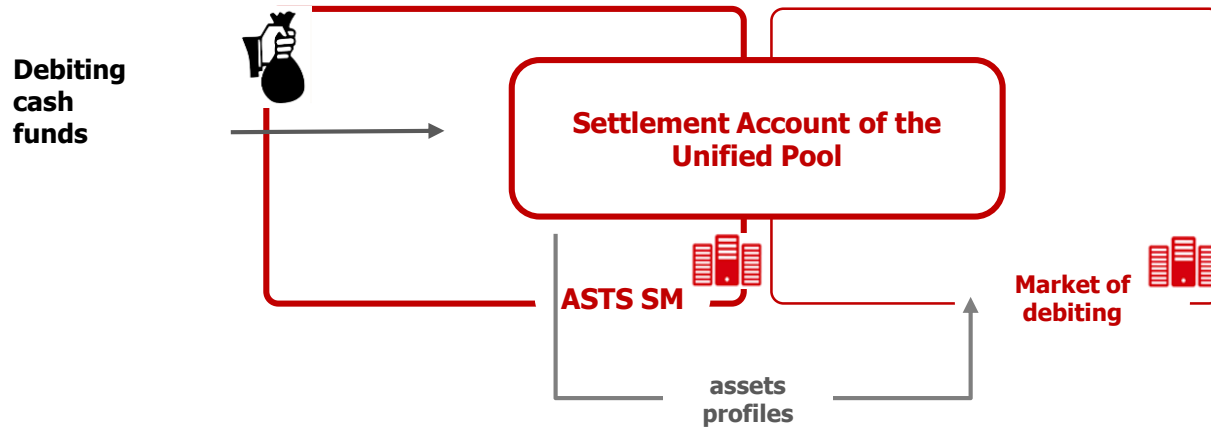 Debiting
cash
funds
Settlement Account of the
Unified Pool
ASTS SM
Market of
debiting
assets
profiles